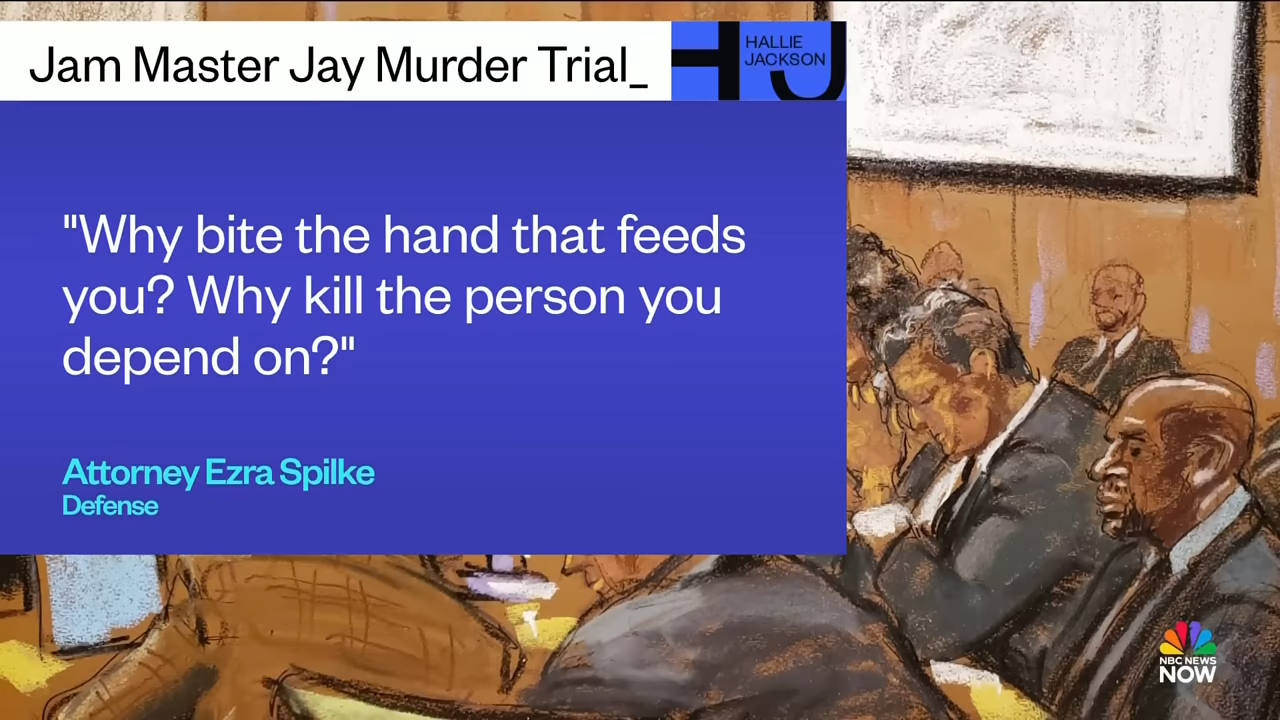 Jam Master Jay Murder Trial_
HALLIE
JACKSON
HJ
"Why bite the hand that feeds
you? Why kill the person you
depend on?"
Attorney Ezra Spilke
Defense
NBC NEWS
NOW